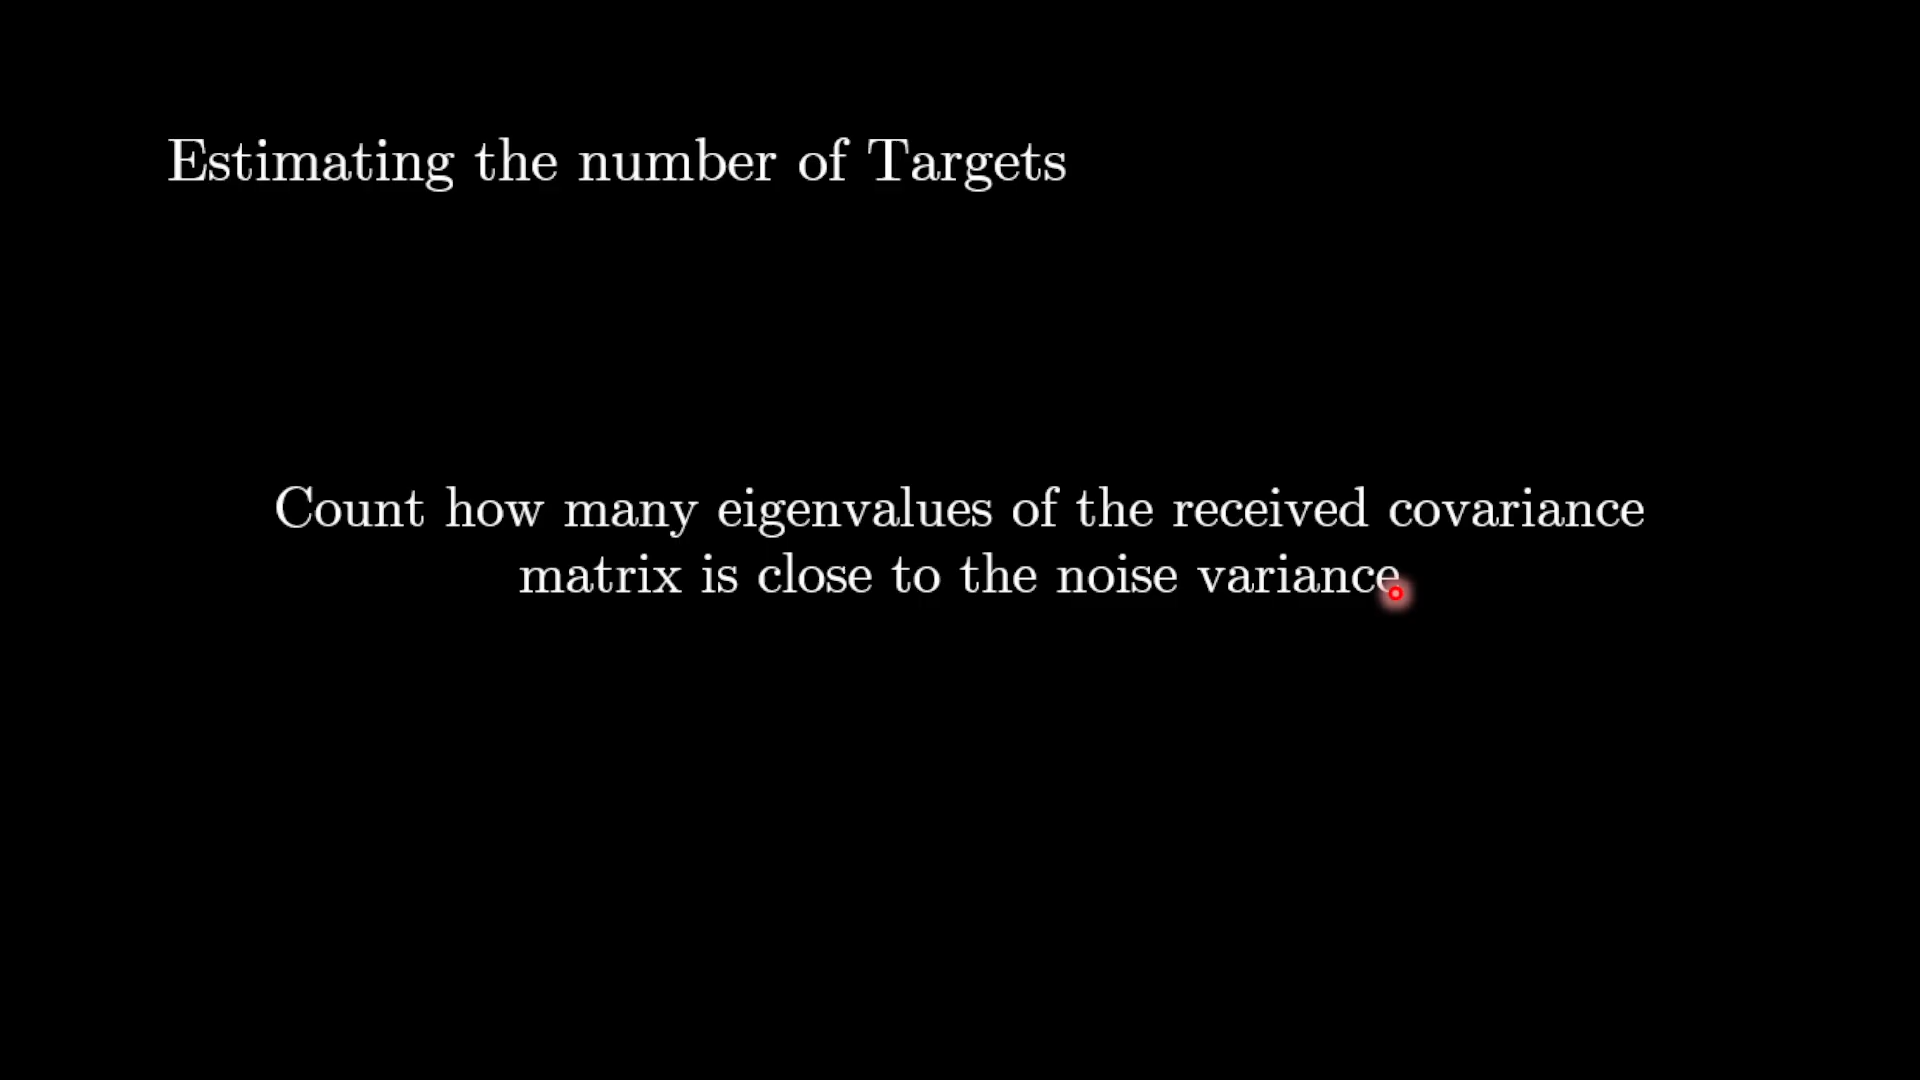 Estimating the number of Targets
Count how many eigenvalues of the received covariance
matrix is close to the noise variance